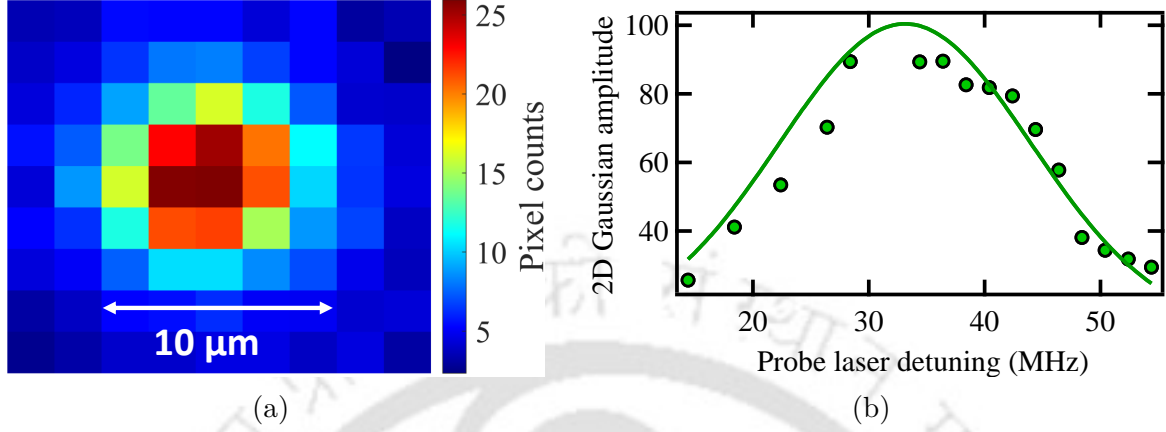 25
20
15
10
5
Pixel counts
10 µm
(a)
100
80
60
40
2D Gaussian amplitude
20 30 40 50
Probe laser detuning (MHz)
(b)